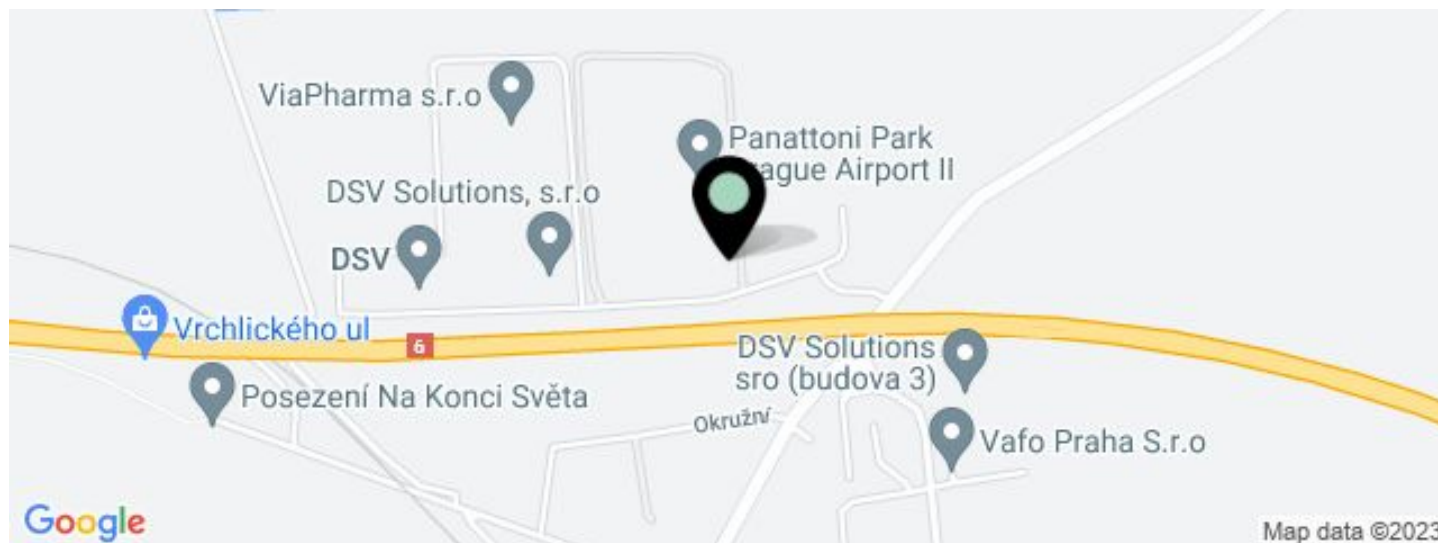 ViaPharma s.r.o
Panattoni Park
ague Airport II
DSV Solutions, s.r.o
DSV
Vrchlického ul
6
DSV Solutions
sro (budova 3)
Posezení Na Konci Světa
Okružní
Vafo Praha S.r.o
Google
Map data ©2023